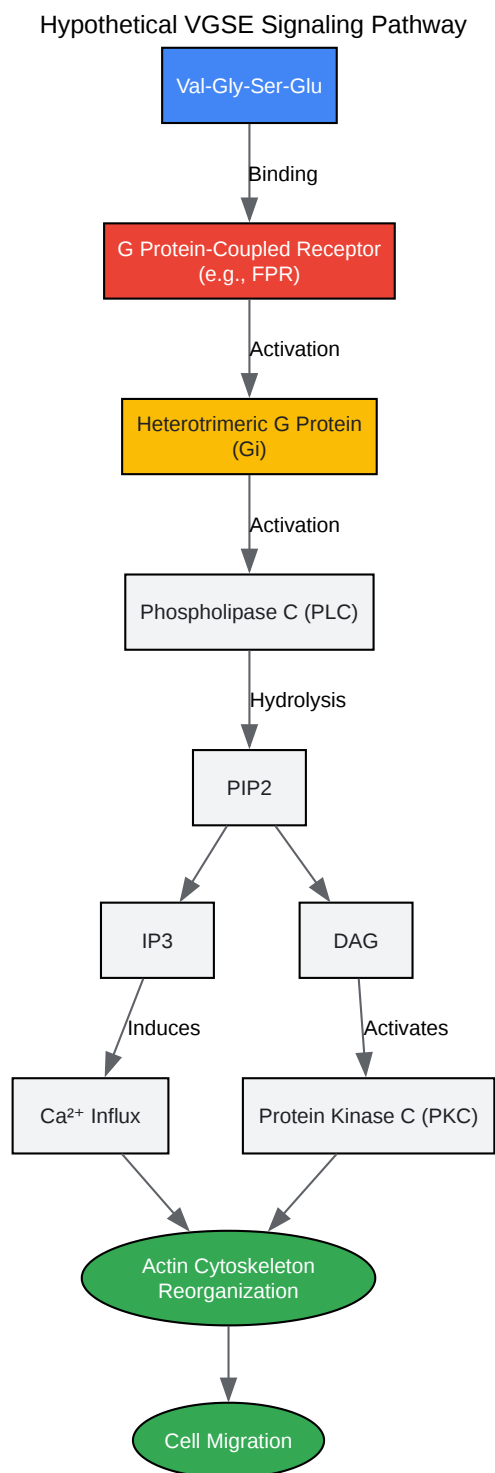 Hypothetical VGSE Signaling Pathway
Val-Gly-Ser-Glu
Binding
G Protein-Coupled Receptor
(e.g., FPR)
Activation
Heterotrimeric G Protein
(Gi)
Activation
Phospholipase C (PLC)
Hydrolysis
PIP2
IP3
DAG
Induces
Activates
Ca²⁺ Influx
Protein Kinase C (PKC)
Actin Cytoskeleton
Reorganization
Cell Migration